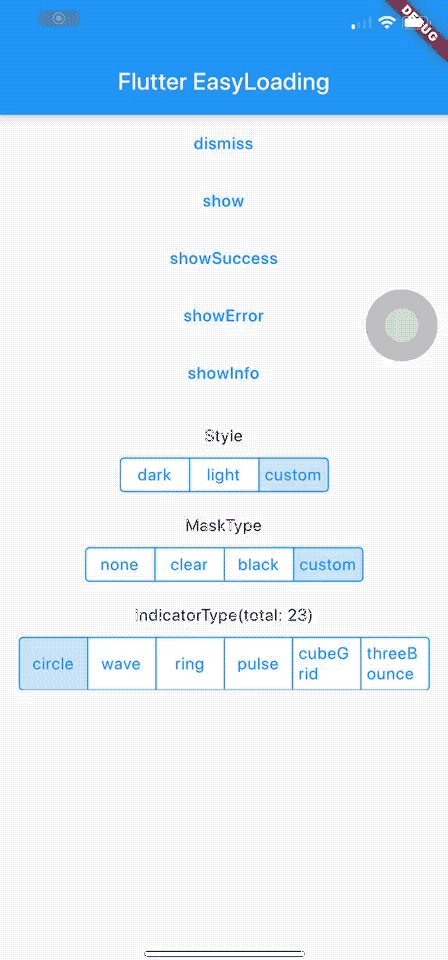 DEBUG
Flutter EasyLoading
dismiss
show
showSuccess
showError
showInfo
Style
dark light custom
MaskType
none clear black custom
indicatorType(total: 23)
circle wave ring pulse cubeG threeB
rid ounce